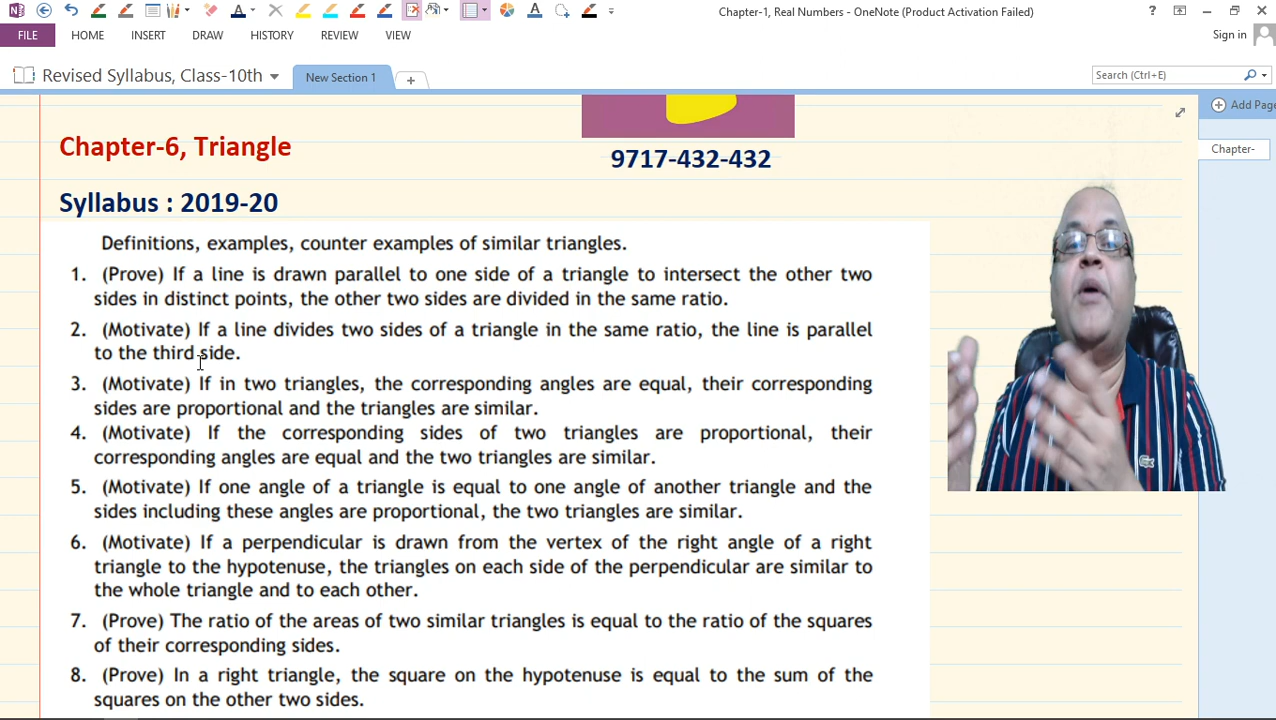 Chapter-1, Real Numbers - OneNote (Product Activation Failed)
FILE HOME INSERT DRAW HISTORY REVIEW VIEW Sign in
Revised Syllabus, Class-10th New Section 1 Search (Ctrl+E)
Add Page
Chapter-
Chapter-6, Triangle
9717-432-432
Syllabus : 2019-20
Definitions, examples, counter examples of similar triangles.
1. (Prove) If a line is drawn parallel to one side of a triangle to intersect the other two
sides in distinct points, the other two sides are divided in the same ratio.
2. (Motivate) If a line divides two sides of a triangle in the same ratio, the line is parallel
to the third side.
3. (Motivate) If in two triangles, the corresponding angles are equal, their corresponding
sides are proportional and the triangles are similar.
4. (Motivate) If the corresponding sides of two triangles are proportional, their
corresponding angles are equal and the two triangles are similar.
5. (Motivate) If one angle of a triangle is equal to one angle of another triangle and the
sides including these angles are proportional, the two triangles are similar.
6. (Motivate) If a perpendicular is drawn from the vertex of the right angle of a right
triangle to the hypotenuse, the triangles on each side of the perpendicular are similar to
the whole triangle and to each other.
7. (Prove) The ratio of the areas of two similar triangles is equal to the ratio of the squares
of their corresponding sides.
8. (Prove) In a right triangle, the square on the hypotenuse is equal to the sum of the
squares on the other two sides.